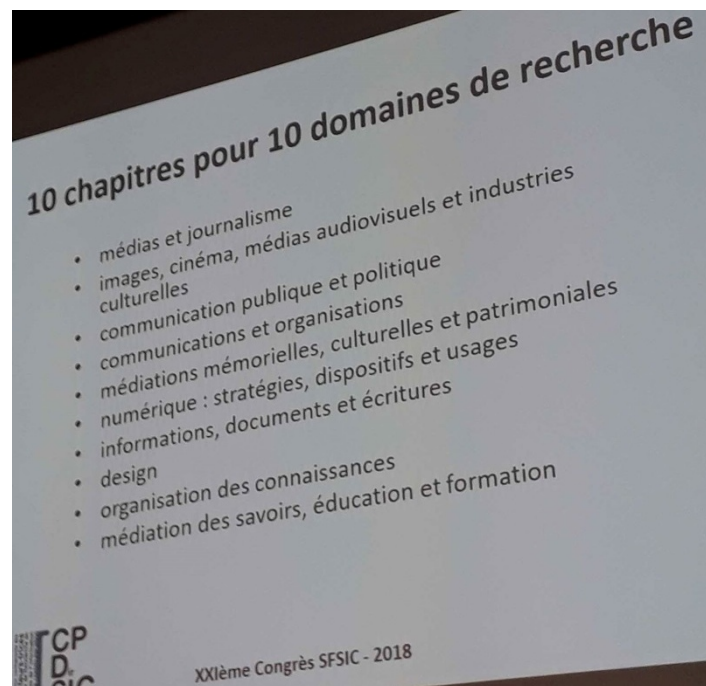 10 chapitres pour 10 domaines de recherche
• médias et journalisme
• images, cinéma, médias audiovisuels et industries
culturelles
• communication publique et politique
• communications et organisations
• médiations mémorielles, culturelles et patrimoniales
• numérique : stratégies, dispositifs et usages
• informations, documents et écritures
• design
• organisation des connaissances
• médiation des savoirs, éducation et formation
CP
D.
XXIème Congrès SFSIC - 2018